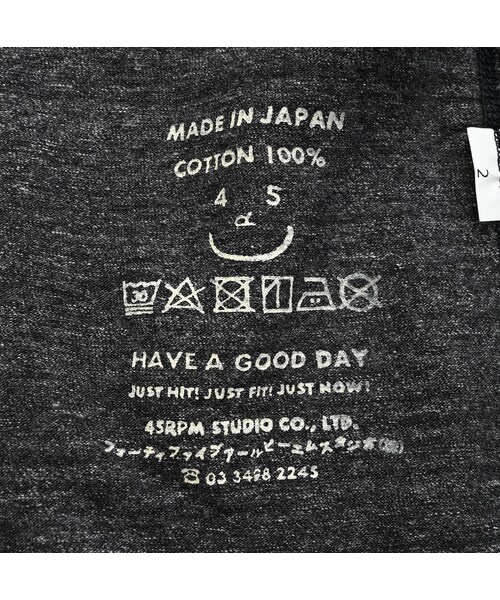 MADE IN JAPAN
COTTON 100%
4 5
R
30
HAVE A GOOD DAY
JUST HIT! JUST FIT! JUST NOW!
45RPM STUDIO CO., LTD.
フォーティファイブアールピーエムスタジオ(株)
☎ 03 3498 2245
2